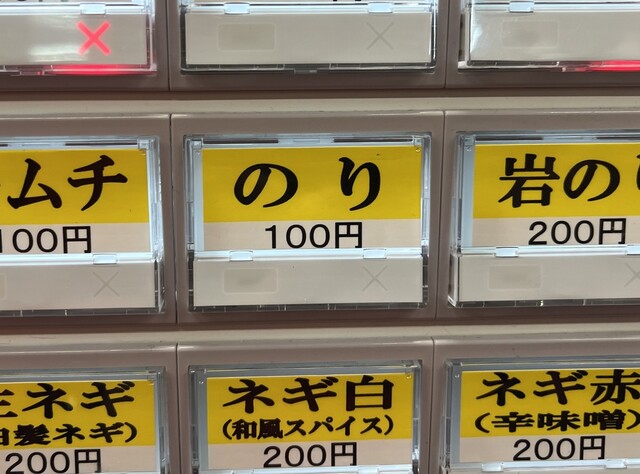 ムチ
100円
のり
100円
岩の
200円
ネギ
髪ネギ)
200円
ネギ白
(和風スパイス)
200円
ネギ赤
(辛味噌)
200円